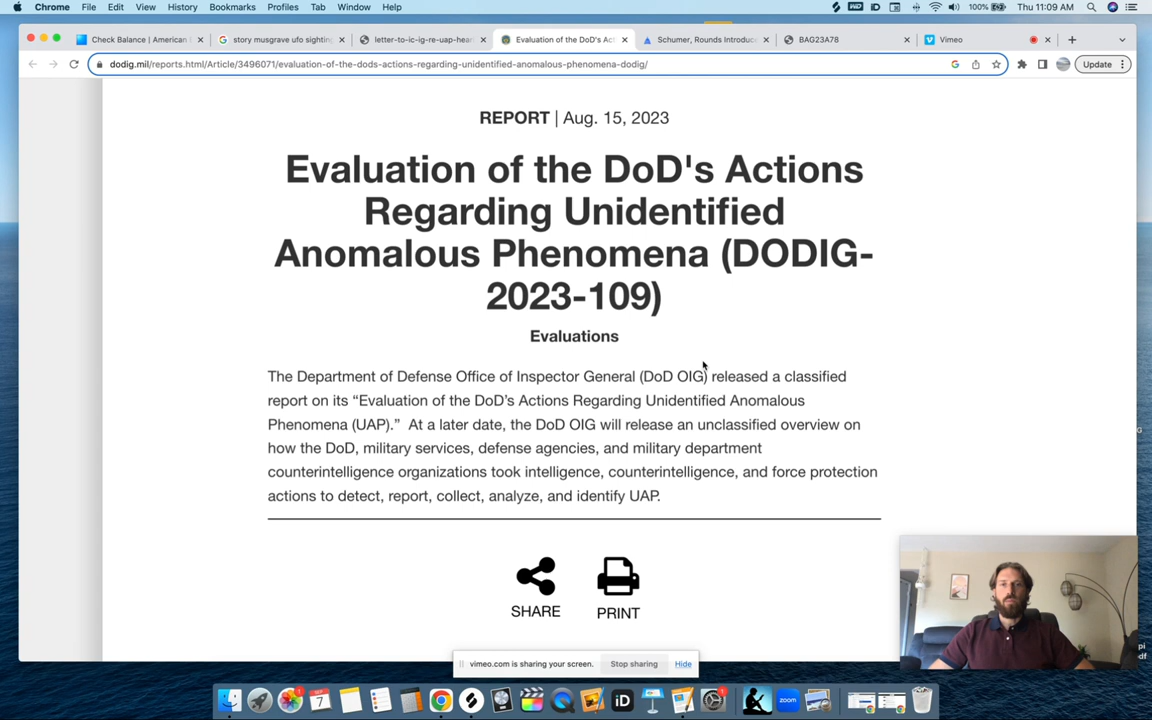 Chrome File Edit View History Bookmarks Profiles Tab Window Help 100% Thu 11:09 AM
Check Balance | American
story musgrave ufo sighting
letter-to-ic-ig-re-uap-hear
Evaluation of the DoD's Act
Schumer, Rounds Introduc
BAG23A78
Vimeo
dodig.mil/reports.html/Article/3496071/evaluation-of-the-dods-actions-regarding-unidentified-anomalous-phenomena-dodig/
Update
REPORT | Aug. 15, 2023
Evaluation of the DoD's Actions
Regarding Unidentified
Anomalous Phenomena (DODIG-
2023-109)
Evaluations
The Department of Defense Office of Inspector General (DoD OIG) released a classified
report on its “Evaluation of the DoD’s Actions Regarding Unidentified Anomalous
Phenomena (UAP).” At a later date, the DoD OIG will release an unclassified overview on
how the DoD, military services, defense agencies, and military department
counterintelligence organizations took intelligence, counterintelligence, and force protection
actions to detect, report, collect, analyze, and identify UAP.
SHARE PRINT
vimeo.com is sharing your screen. Stop sharing Hide
SEP
7
iD
zoom